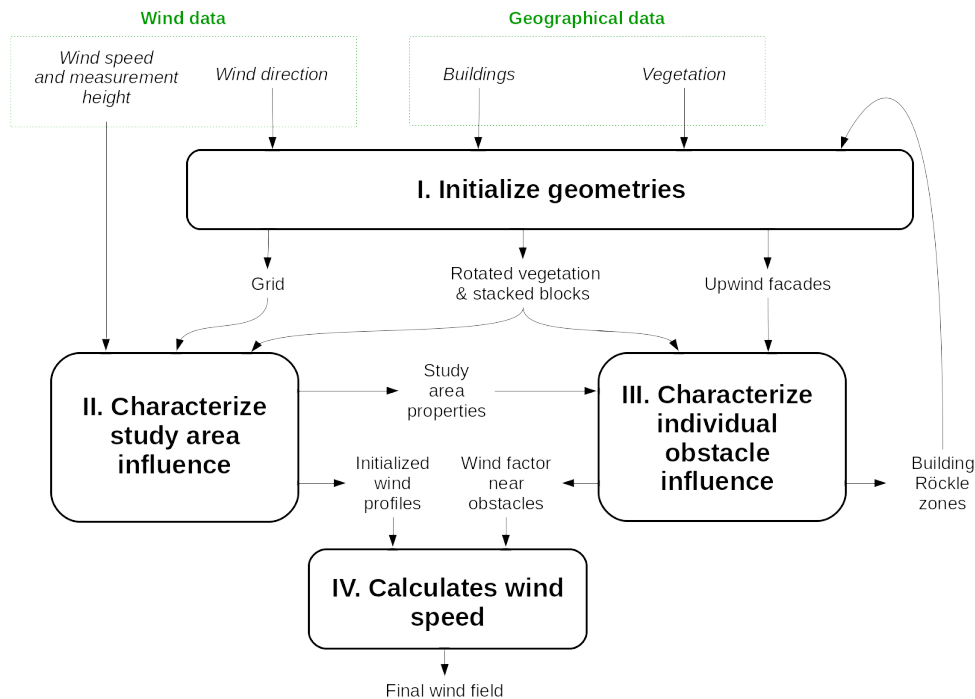 Wind data
Geographical data
Wind speed
and measurement
height
Wind direction
Buildings
Vegetation
I. Initialize geometries
Grid
Rotated vegetation
& stacked blocks
Upwind facades
II. Characterize
study area
influence
Study
area
properties
III. Characterize
individual
obstacle
influence
Initialized
wind
profiles
Wind factor
near
obstacles
Building
Röckle
zones
IV. Calculates wind
speed
Final wind field